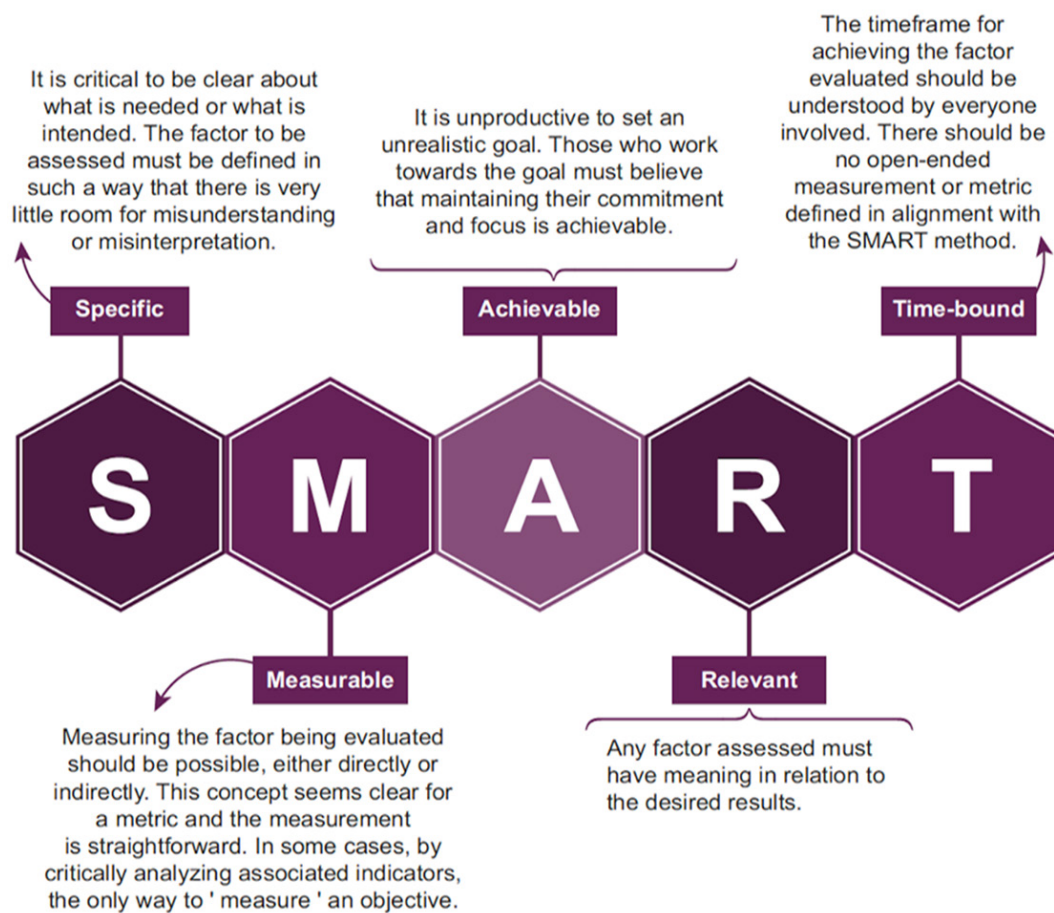 It is critical to be clear about
what is needed or what is
intended. The factor to be
assessed must be defined in
such a way that there is very
little room for misunderstanding
or misinterpretation.
Specific
It is unproductive to set an
unrealistic goal. Those who work
towards the goal must believe
that maintaining their commitment
and focus is achievable.
Achievable
The timeframe for
achieving the factor
evaluated should be
understood by everyone
involved. There should be
no open-ended
measurement or metric
defined in alignment with
the SMART method.
Time-bound
S M A R T
Measurable
Measuring the factor being evaluated
should be possible, either directly or
indirectly. This concept seems clear for
a metric and the measurement
is straightforward. In some cases, by
critically analyzing associated indicators,
the only way to ' measure ' an objective.
Relevant
Any factor assessed must
have meaning in relation to
the desired results.